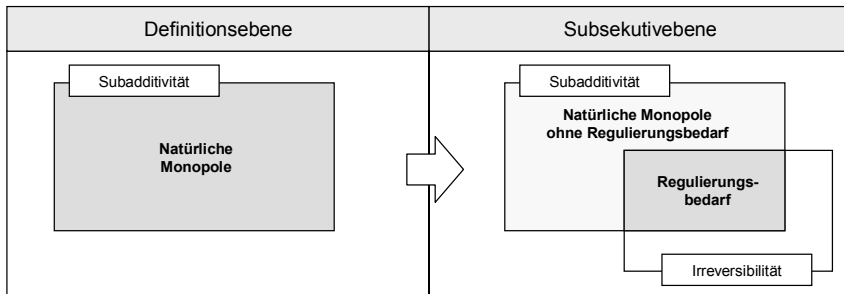 Definitionsebene
Subsekutivebene
Subadditivität
Natürliche
Monopole
Subadditivität
Natürliche Monopole
ohne Regulierungsbedarf
Regulierungs-
bedarf
Irreversibilität